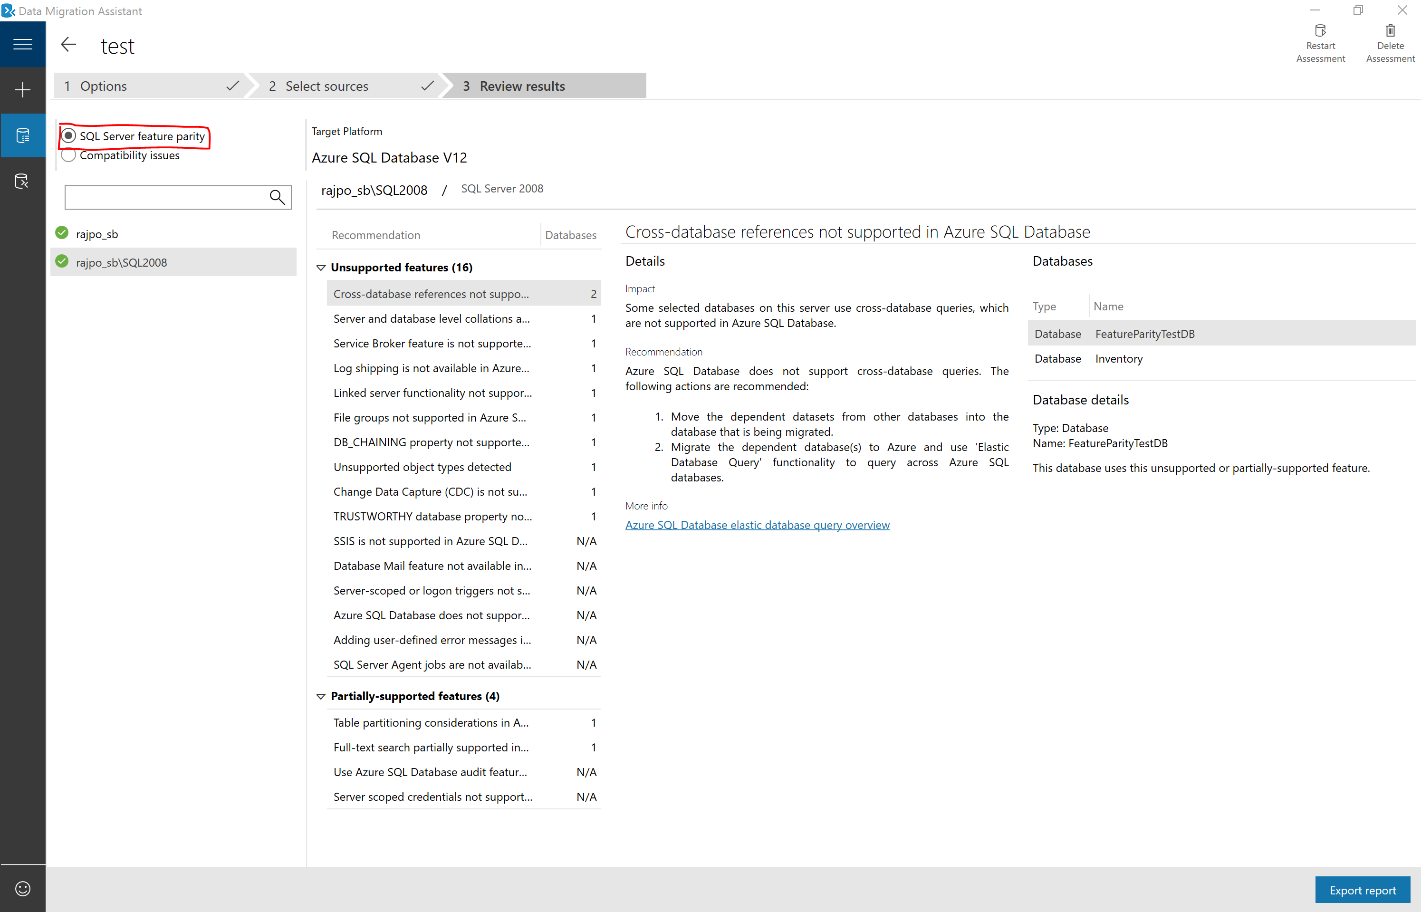 Data Migration Assistant
test
Restart
Assessment
Delete
Assessment
1 Options
2 Select sources
3 Review results
SQL Server feature parity
Compatibility issues
rajpo_sb
rajpo_sb\SQL2008
Target Platform
Azure SQL Database V12
rajpo_sb\SQL2008 / SQL Server 2008
Recommendation Databases
Unsupported features (16)
Cross-database references not suppo... 2
Server and database level collations a... 1
Service Broker feature is not supporte... 1
Log shipping is not available in Azure... 1
Linked server functionality not suppor... 1
File groups not supported in Azure S... 1
DB_CHAINING property not supporte... 1
Unsupported object types detected 1
Change Data Capture (CDC) is not su... 1
TRUSTWORTHY database property no... 1
SSIS is not supported in Azure SQL D... N/A
Database Mail feature not available in... N/A
Server-scoped or logon triggers not s... N/A
Azure SQL Database does not suppor... N/A
Adding user-defined error messages i... N/A
SQL Server Agent jobs are not availab... N/A
Partially-supported features (4)
Table partitioning considerations in A... 1
Full-text search partially supported in... 1
Use Azure SQL Database audit featur... N/A
Server scoped credentials not support... N/A
Cross-database references not supported in Azure SQL Database
Details
Impact
Some selected databases on this server use cross-database queries, which
are not supported in Azure SQL Database.
Recommendation
Azure SQL Database does not support cross-database queries. The
following actions are recommended:
1. Move the dependent datasets from other databases into the
database that is being migrated.
2. Migrate the dependent database(s) to Azure and use 'Elastic
Database Query' functionality to query across Azure SQL
databases.
More info
Azure SQL Database elastic database query overview
Databases
Type Name
Database FeatureParityTestDB
Database Inventory
Database details
Type: Database
Name: FeatureParityTestDB
This database uses this unsupported or partially-supported feature.
Export report